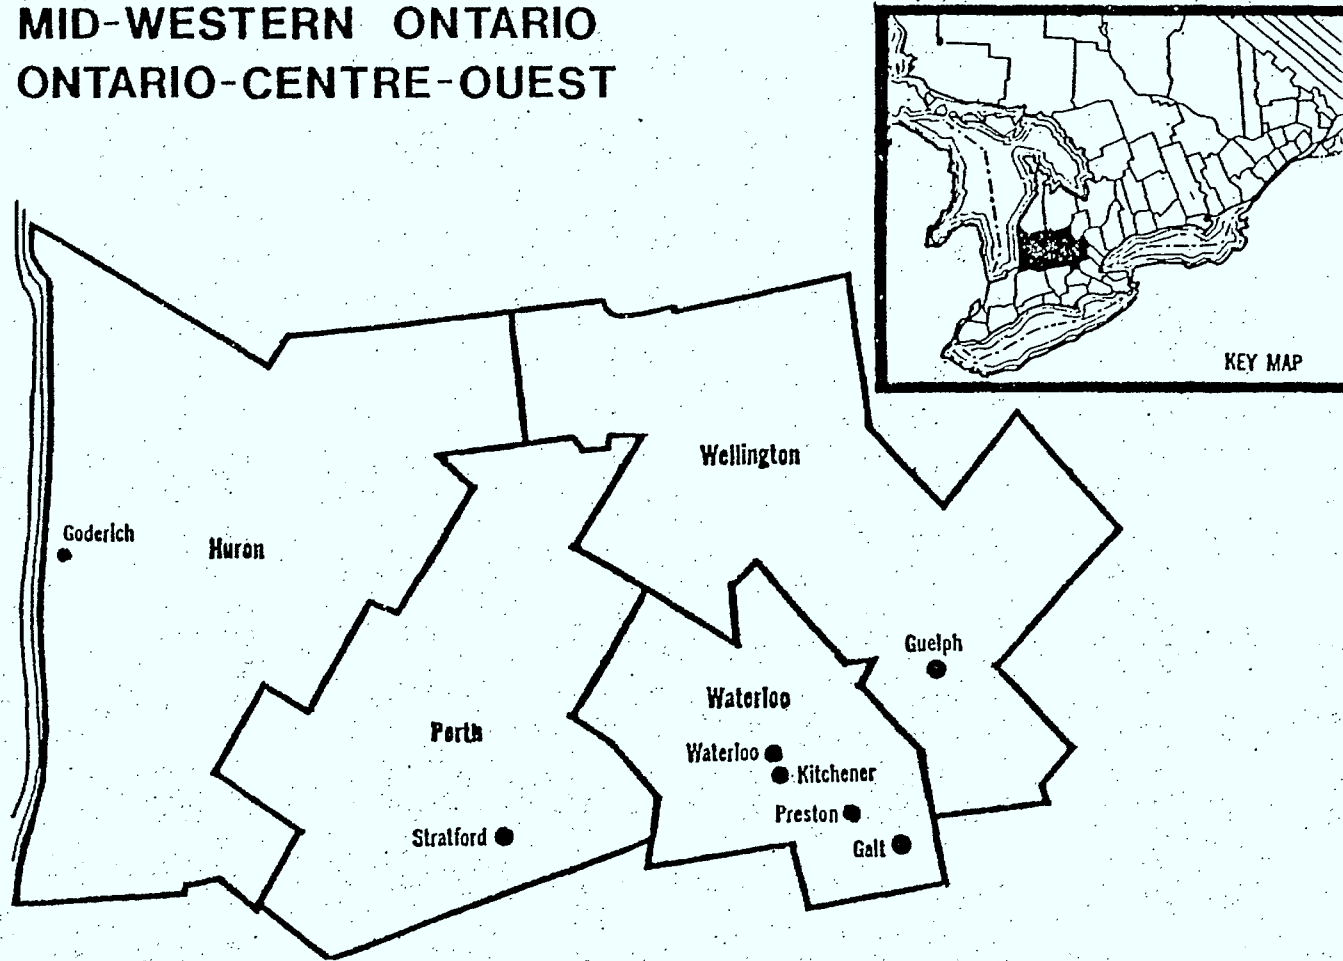 MID-WESTERN ONTARIO
ONTARIO-CENTRE-OUEST
KEY MAP
Wellington
Goderich
Huron
Guelph
Waterloo
Perth
Waterloo
Kitchener
Preston
Stratford
Galt